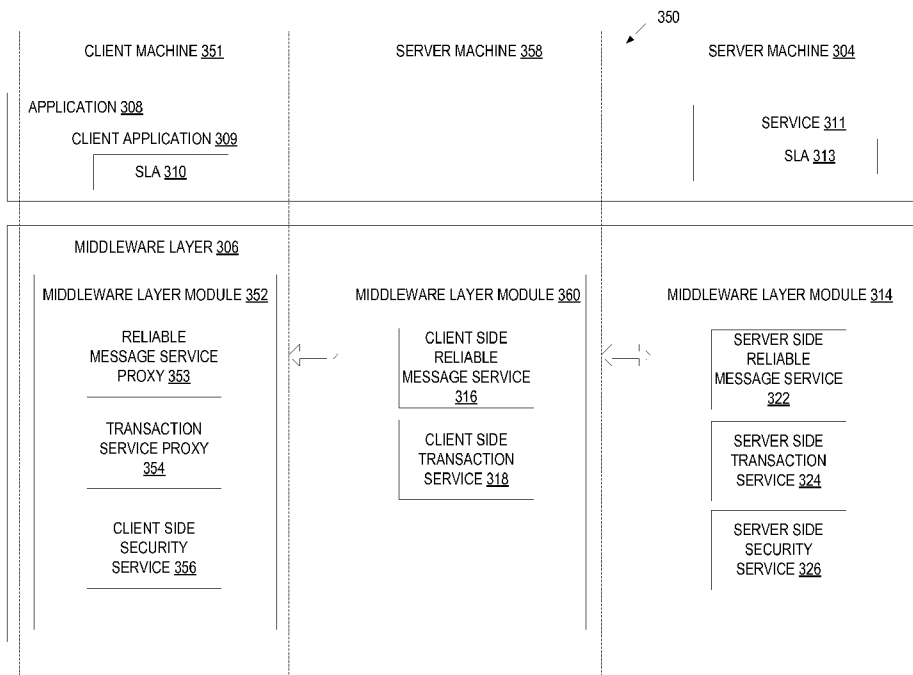 350
CLIENT MACHINE 351
SERVER MACHINE 358
SERVER MACHINE 304
APPLICATION 308
CLIENT APPLICATION 309
SLA 310
SERVICE 311
SLA 313
MIDDLEWARE LAYER 306
MIDDLEWARE LAYER MODULE 352
RELIABLE
MESSAGE SERVICE
PROXY 353
TRANSACTION
SERVICE PROXY
354
CLIENT SIDE
SECURITY
SERVICE 356
MIDDLEWARE LAYER MODULE 360
CLIENT SIDE
RELIABLE
MESSAGE SERVICE
316
CLIENT SIDE
TRANSACTION
SERVICE 318
MIDDLEWARE LAYER MODULE 314
SERVER SIDE
RELIABLE
MESSAGE SERVICE
322
SERVER SIDE
TRANSACTION
SERVICE 324
SERVER SIDE
SECURITY
SERVICE 326